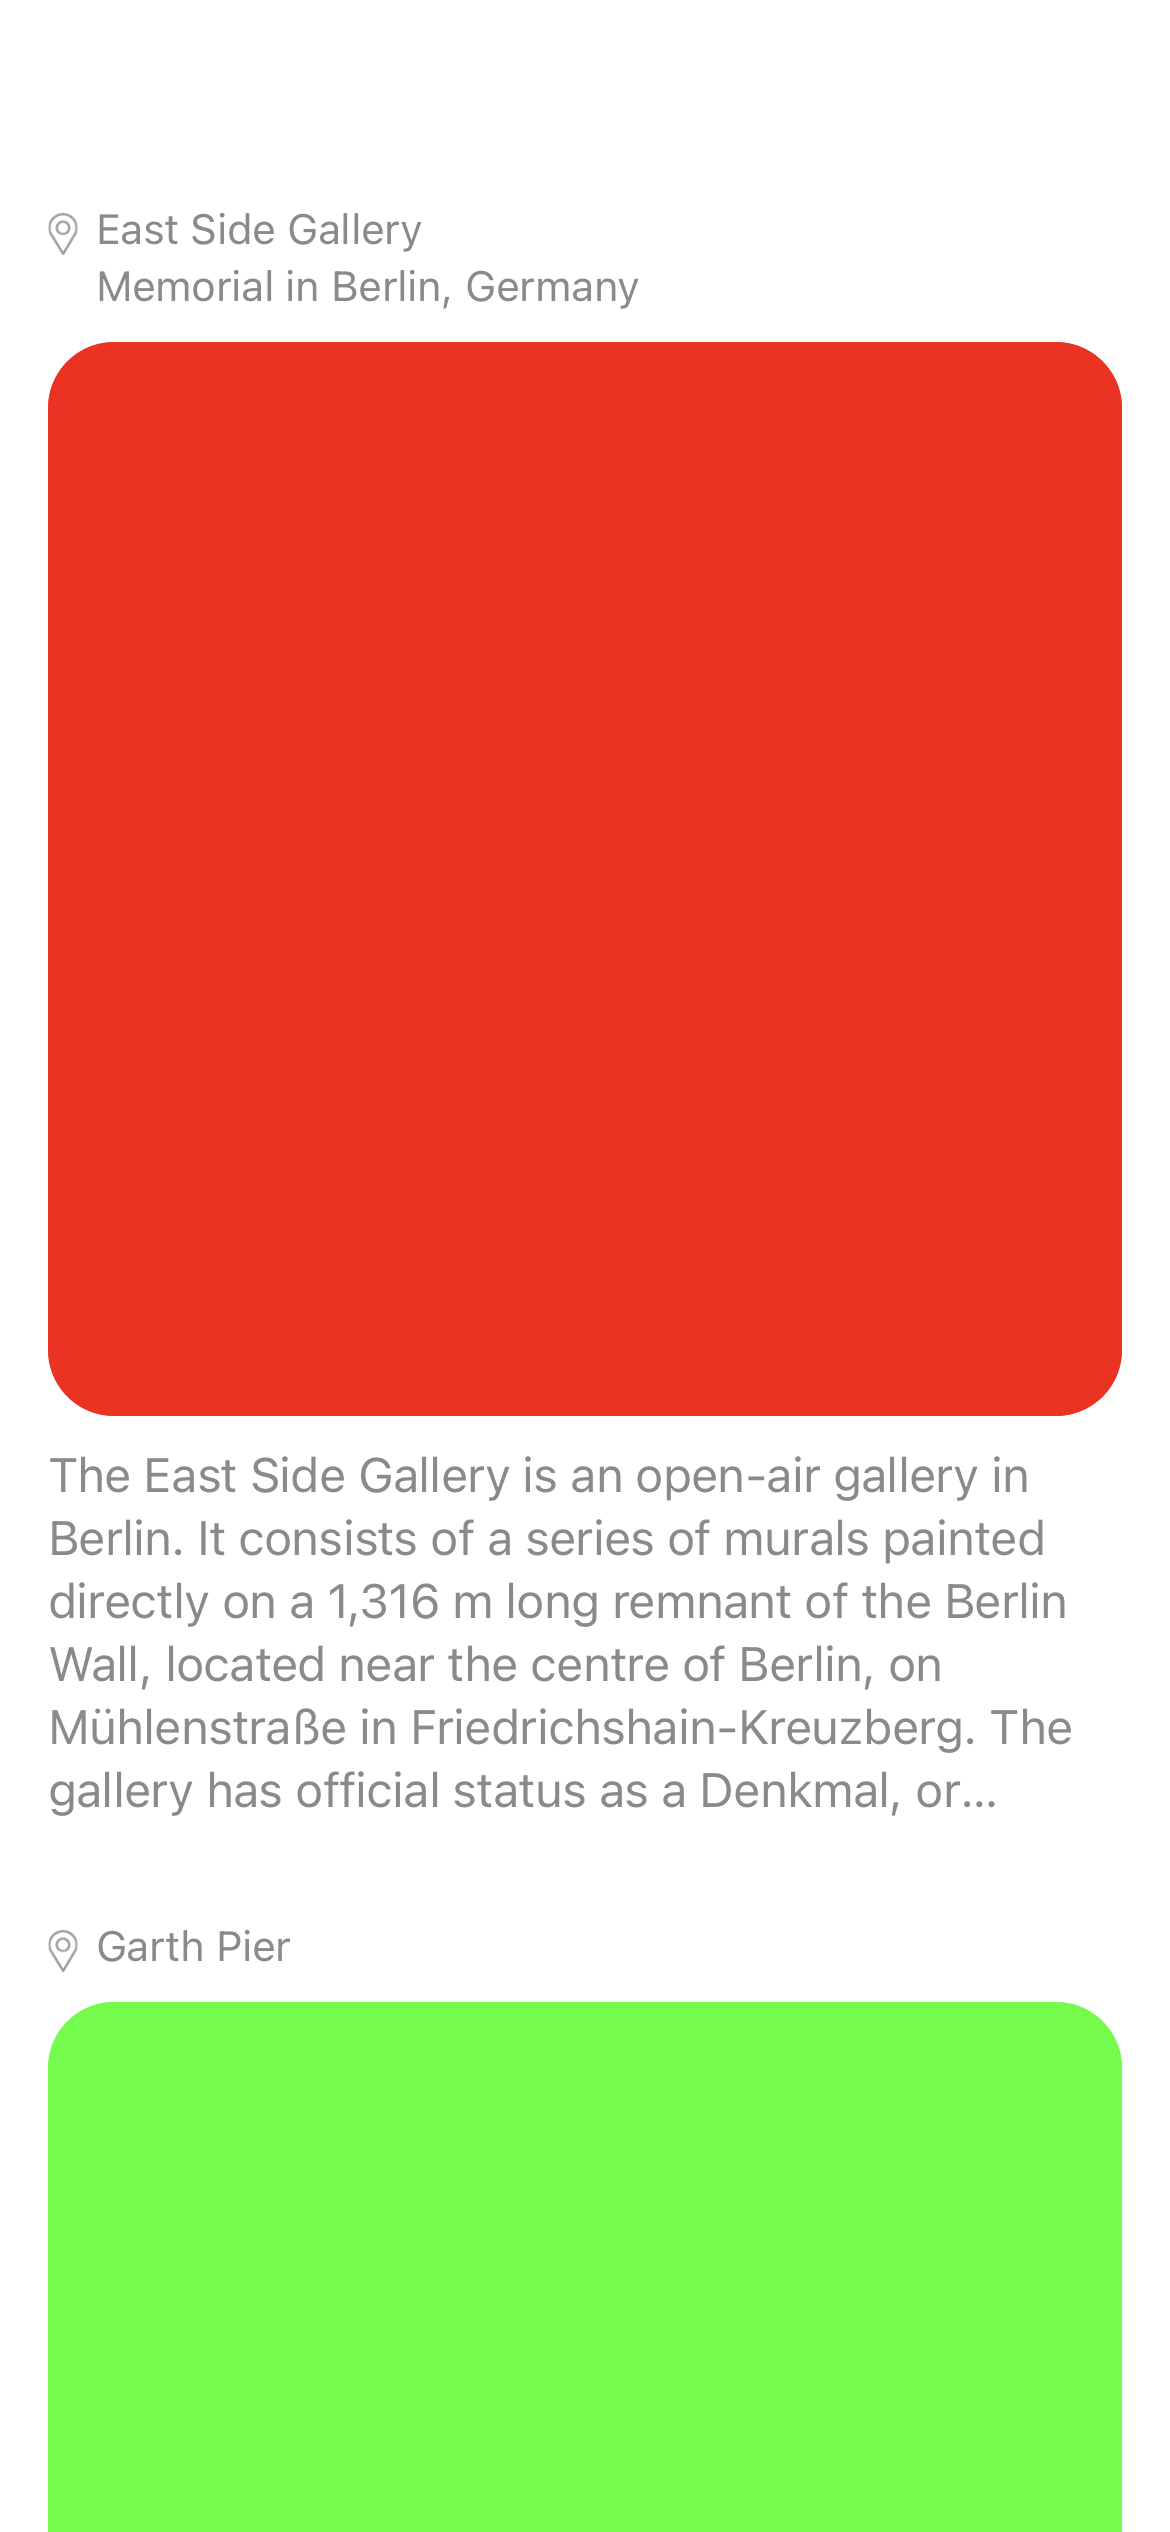 East Side Gallery
Memorial in Berlin, Germany
The East Side Gallery is an open-air gallery in
Berlin. It consists of a series of murals painted
directly on a 1,316 m long remnant of the Berlin
Wall, located near the centre of Berlin, on
Mühlenstraße in Friedrichshain-Kreuzberg. The
gallery has official status as a Denkmal, or...
Garth Pier